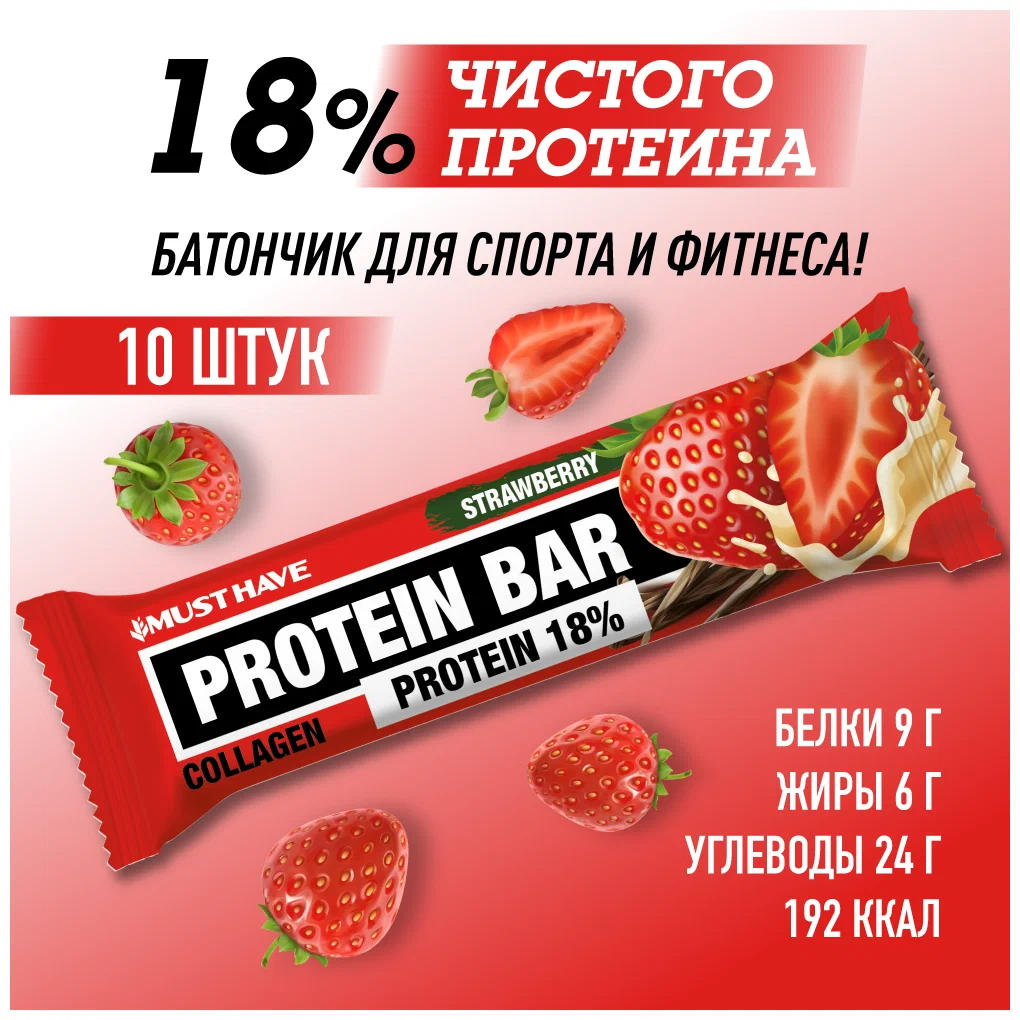 18% ЧИСТОГО
ПРОТЕИНА
БАТОНЧИК ДЛЯ СПОРТА И ФИТНЕСА!
10 ШТУК
STRAWBERRY
MUST HAVE
PROTEIN BAR
PROTEIN 18%
COLLAGEN
БЕЛКИ 9 Г
ЖИРЫ 6 Г
УГЛЕВОДЫ 24 Г
192 ККАЛ